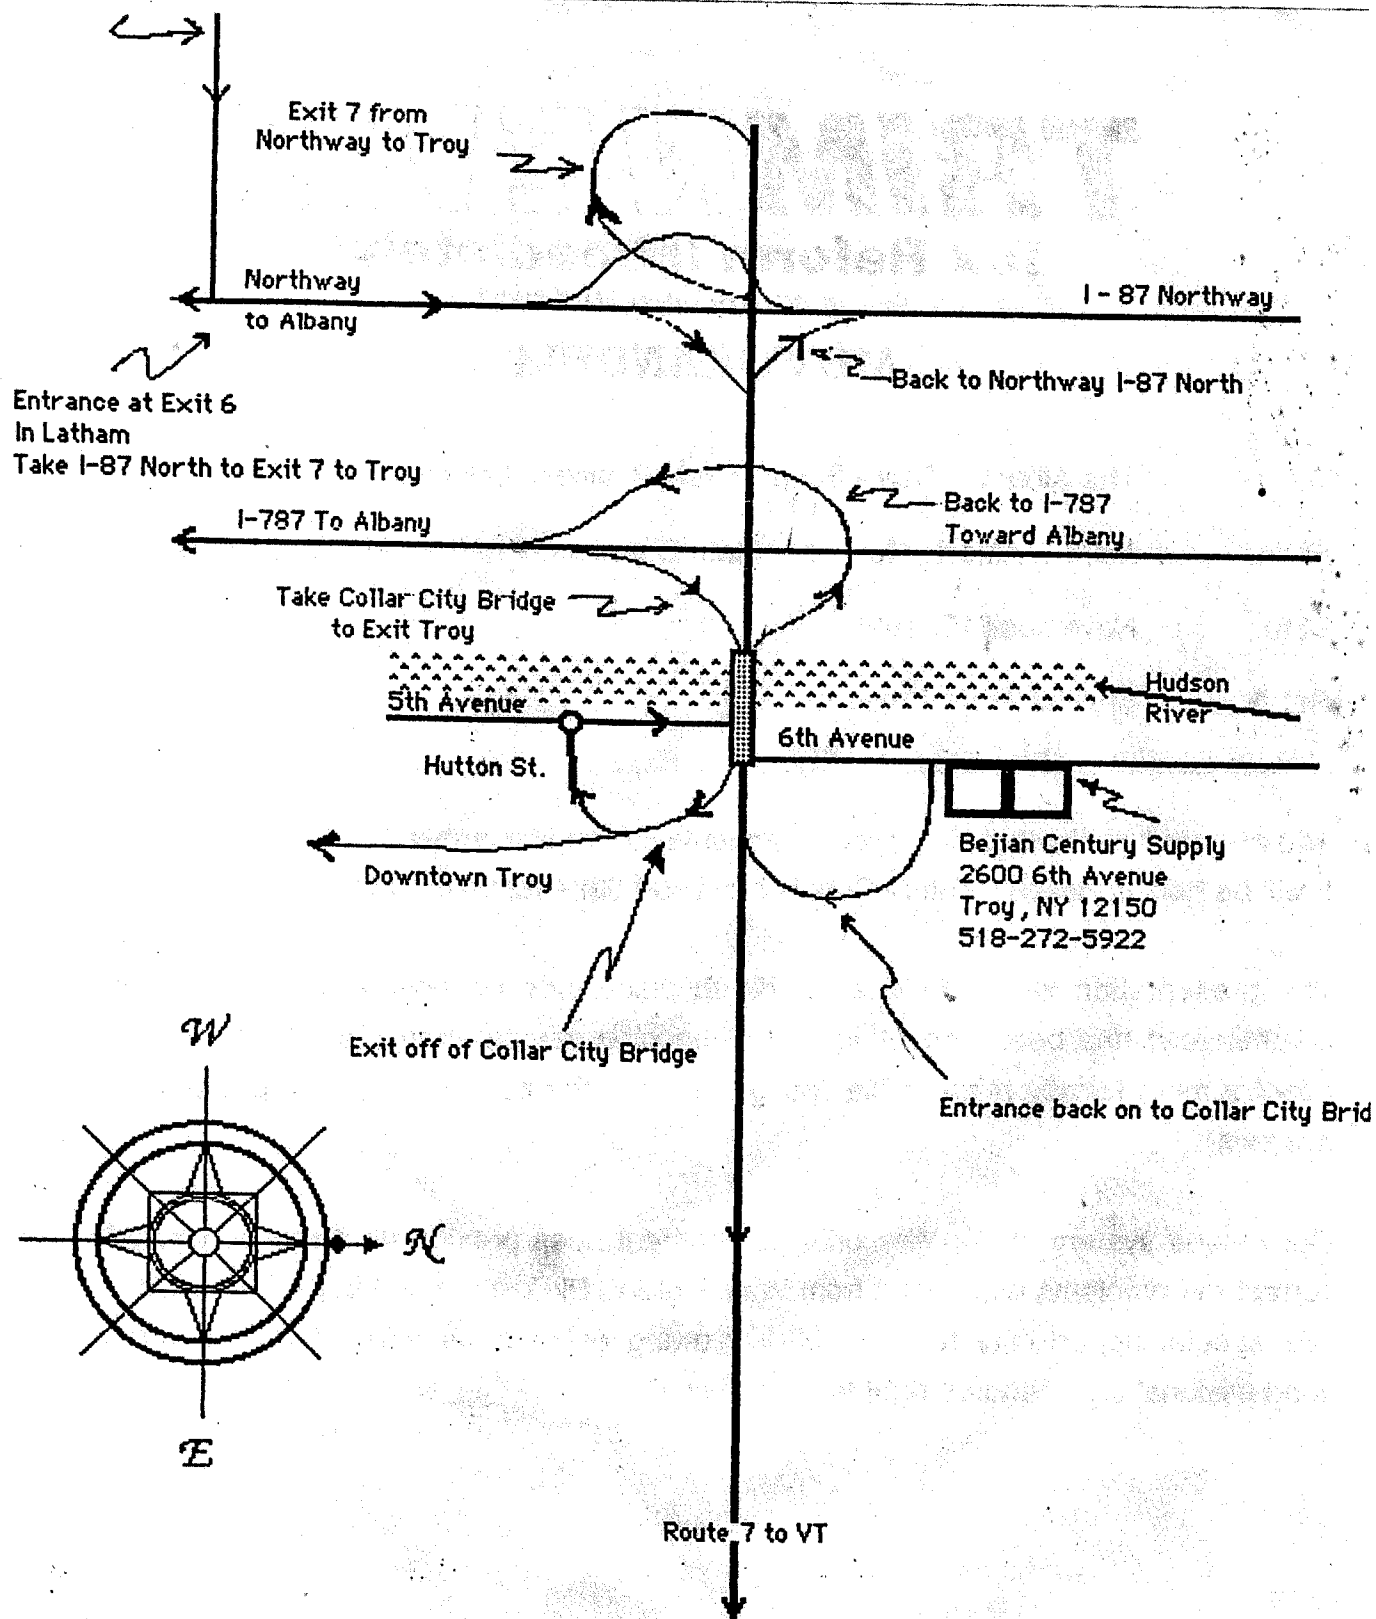 Exit 7 from
Northway to Troy
Northway
to Albany
I - 87 Northway
Back to Northway I-87 North
Entrance at Exit 6
In Latham
Take I-87 North to Exit 7 to Troy
I-787 To Albany
Back to I-787
Toward Albany
Take Collar City Bridge
to Exit Troy
Hudson
River
5th Avenue
6th Avenue
Hutton St.
Downtown Troy
Bejian Century Supply
2600 6th Avenue
Troy, NY 12150
518-272-5922
Exit off of Collar City Bridge
Entrance back on to Collar City Brid
W
N
E
Route 7 to VT